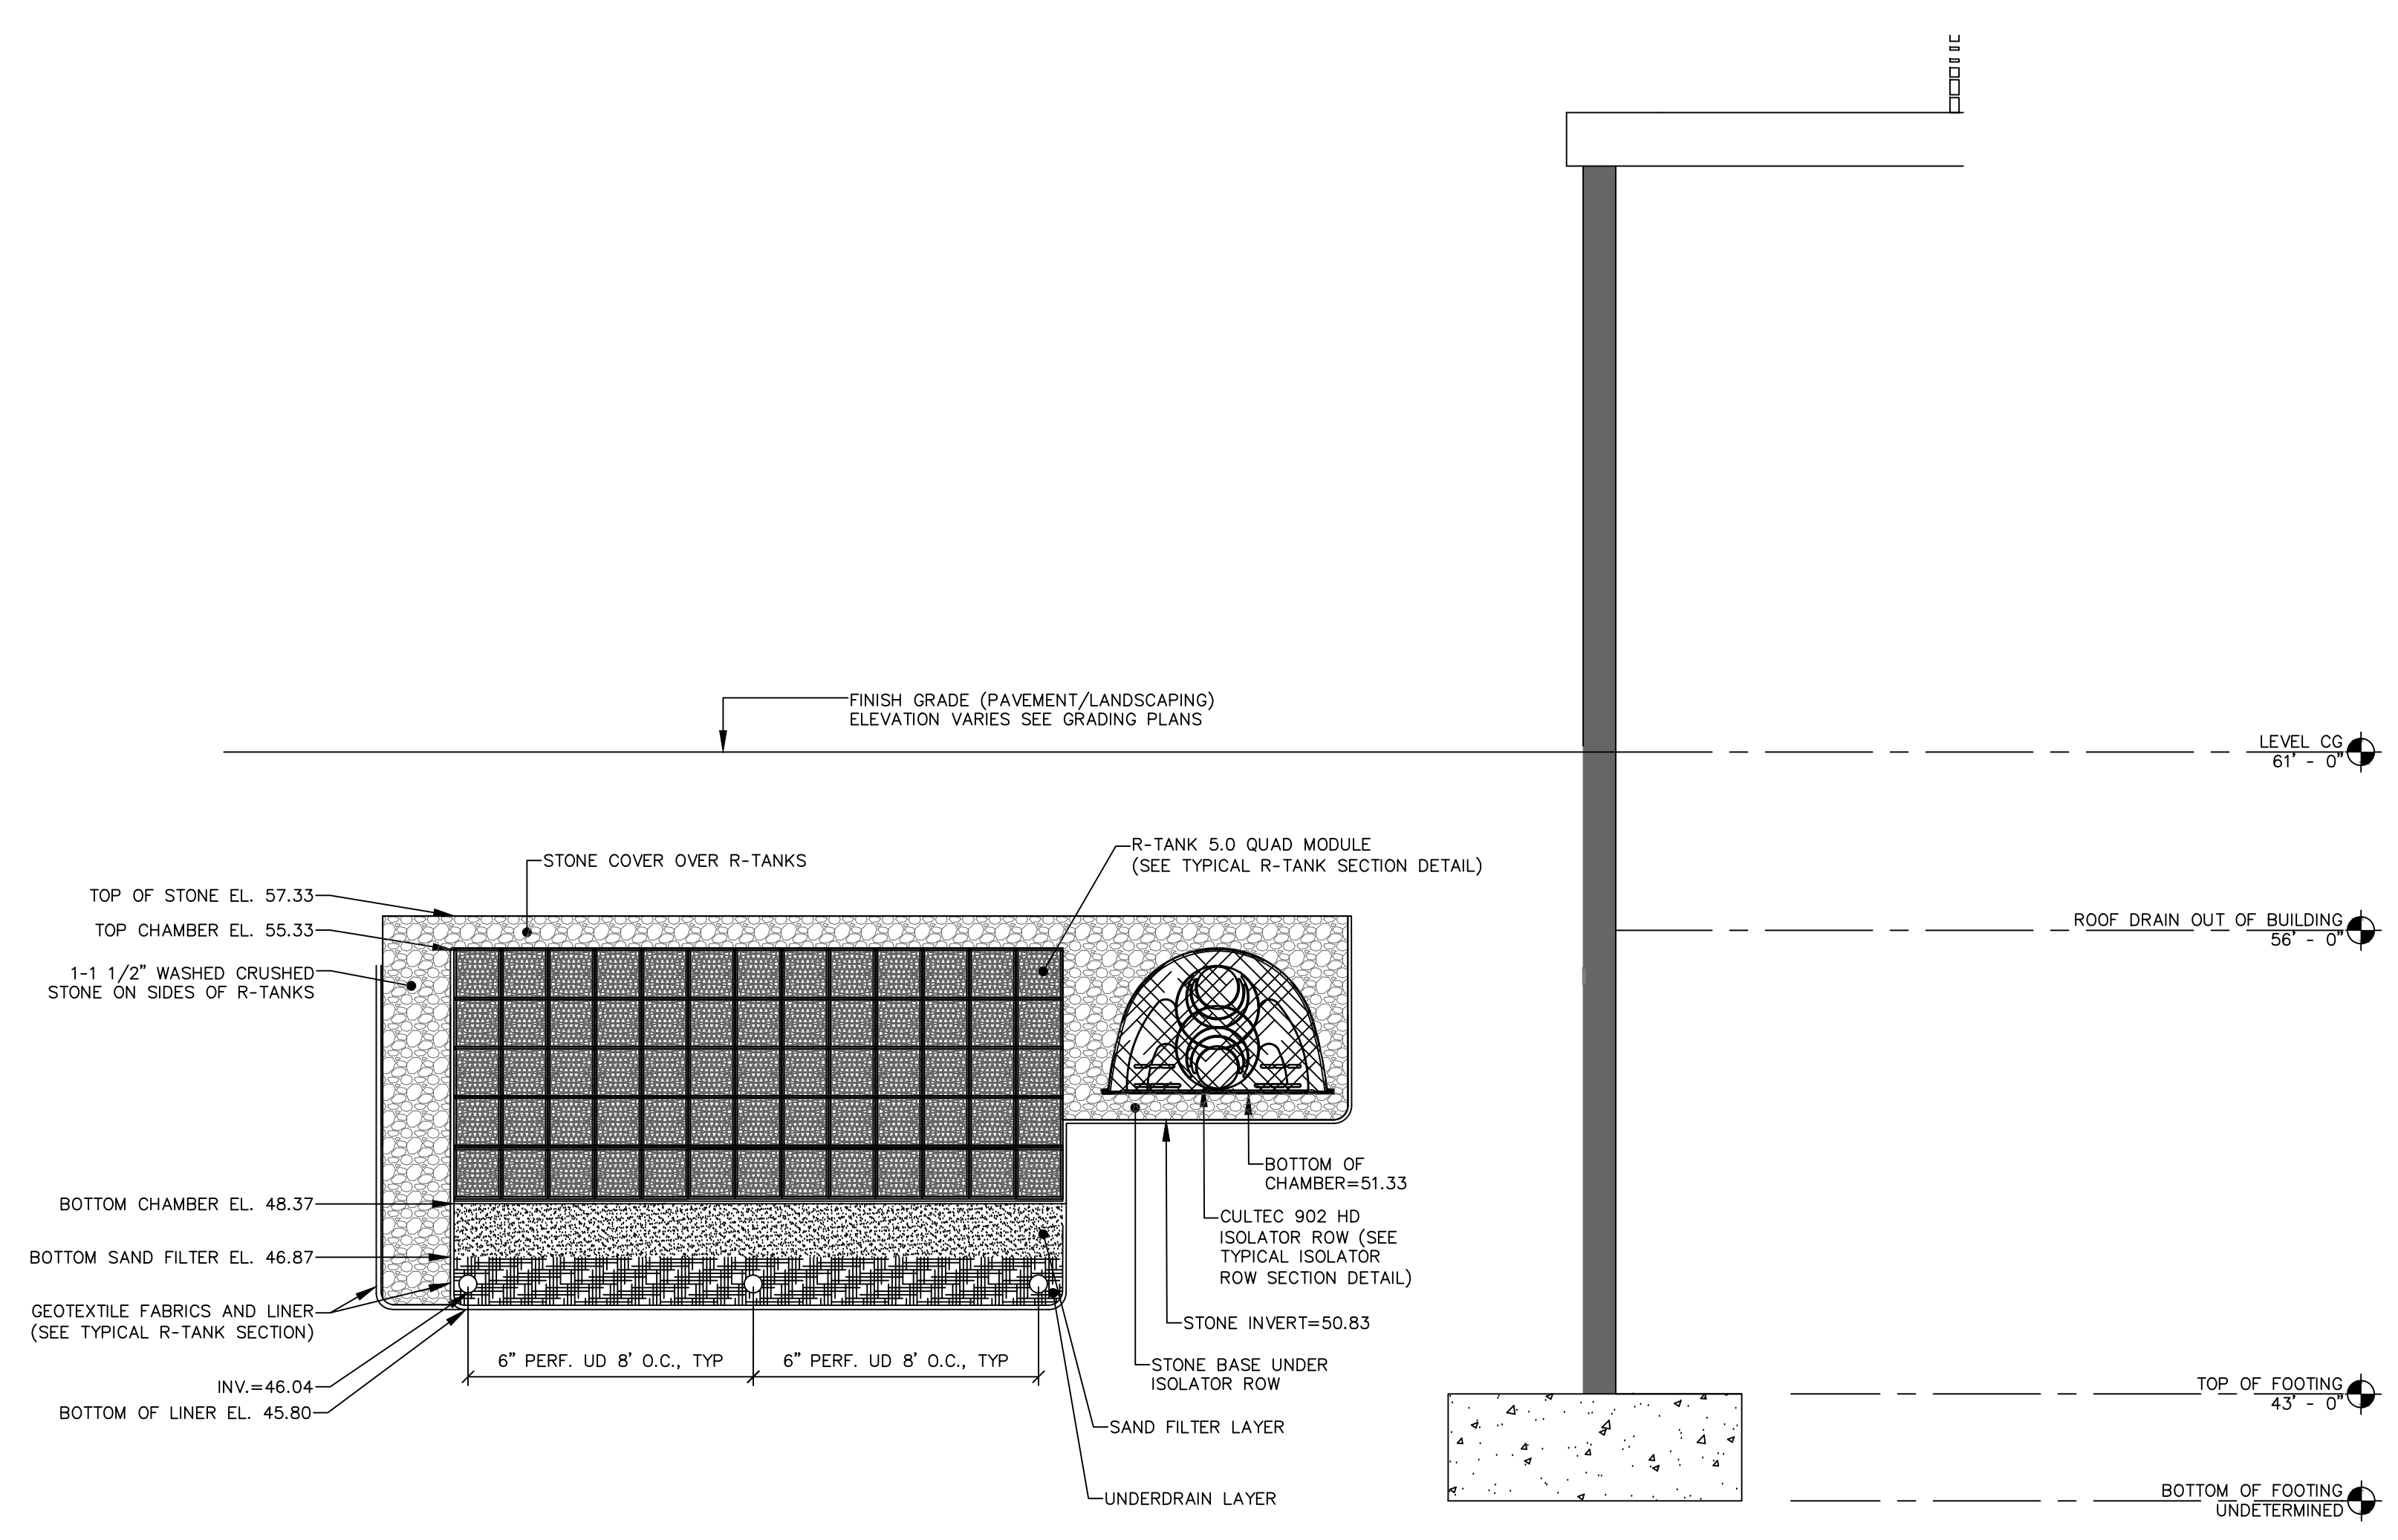 FINISH GRADE (PAVEMENT/LANDSCAPING)
ELEVATION VARIES SEE GRADING PLANS
LEVEL CG
61' - 0"
STONE COVER OVER R-TANKS
R-TANK 5.0 QUAD MODULE
(SEE TYPICAL R-TANK SECTION DETAIL)
TOP OF STONE EL. 57.33
TOP CHAMBER EL. 55.33
1-1 1/2" WASHED CRUSHED
STONE ON SIDES OF R-TANKS
ROOF DRAIN OUT OF BUILDING
56' - 0"
BOTTOM CHAMBER EL. 48.37
BOTTOM SAND FILTER EL. 46.87
GEOTEXTILE FABRICS AND LINER
(SEE TYPICAL R-TANK SECTION)
INV.=46.04
BOTTOM OF LINER EL. 45.80
6" PERF. UD 8' O.C., TYP
6" PERF. UD 8' O.C., TYP
BOTTOM OF
CHAMBER=51.33
CULTEC 902 HD
ISOLATOR ROW (SEE
TYPICAL ISOLATOR
ROW SECTION DETAIL)
STONE INVERT=50.83
STONE BASE UNDER
ISOLATOR ROW
SAND FILTER LAYER
UNDERDRAIN LAYER
TOP OF FOOTING
43' - 0"
BOTTOM OF FOOTING
UNDETERMINED